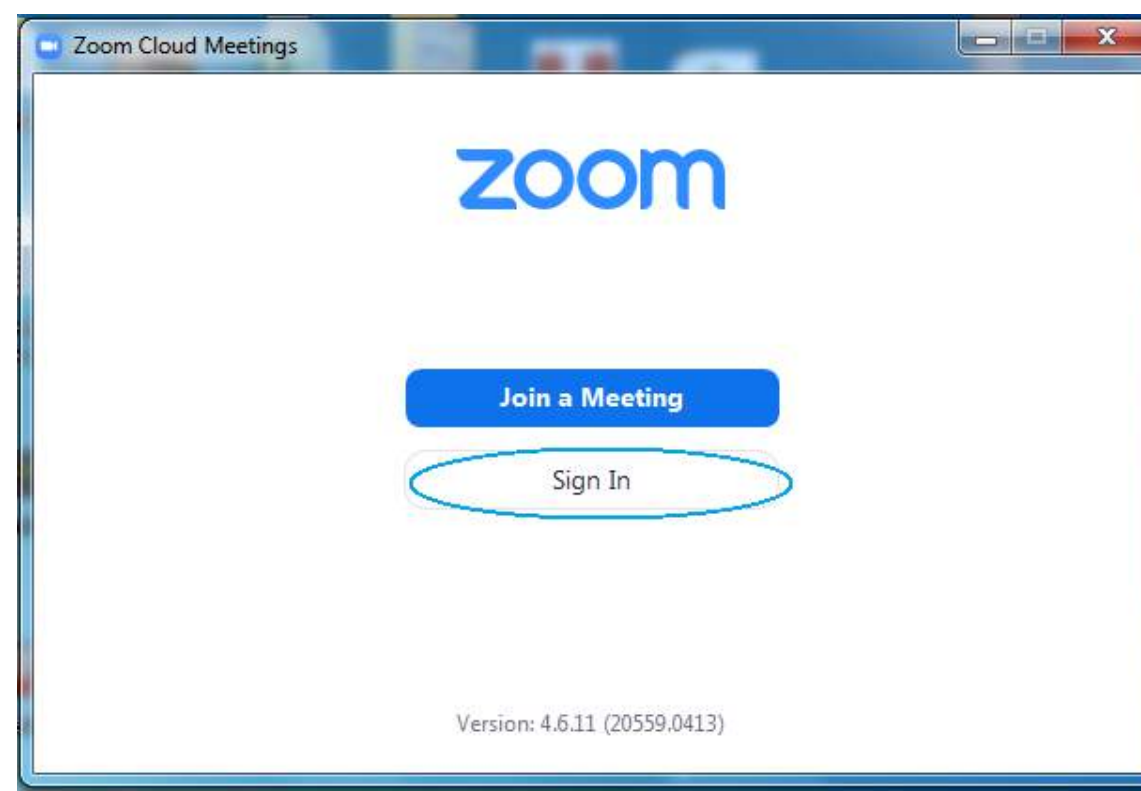 Zoom Cloud Meetings
zoom
Join a Meeting
Sign In
Version: 4.6.11 (20559.0413)